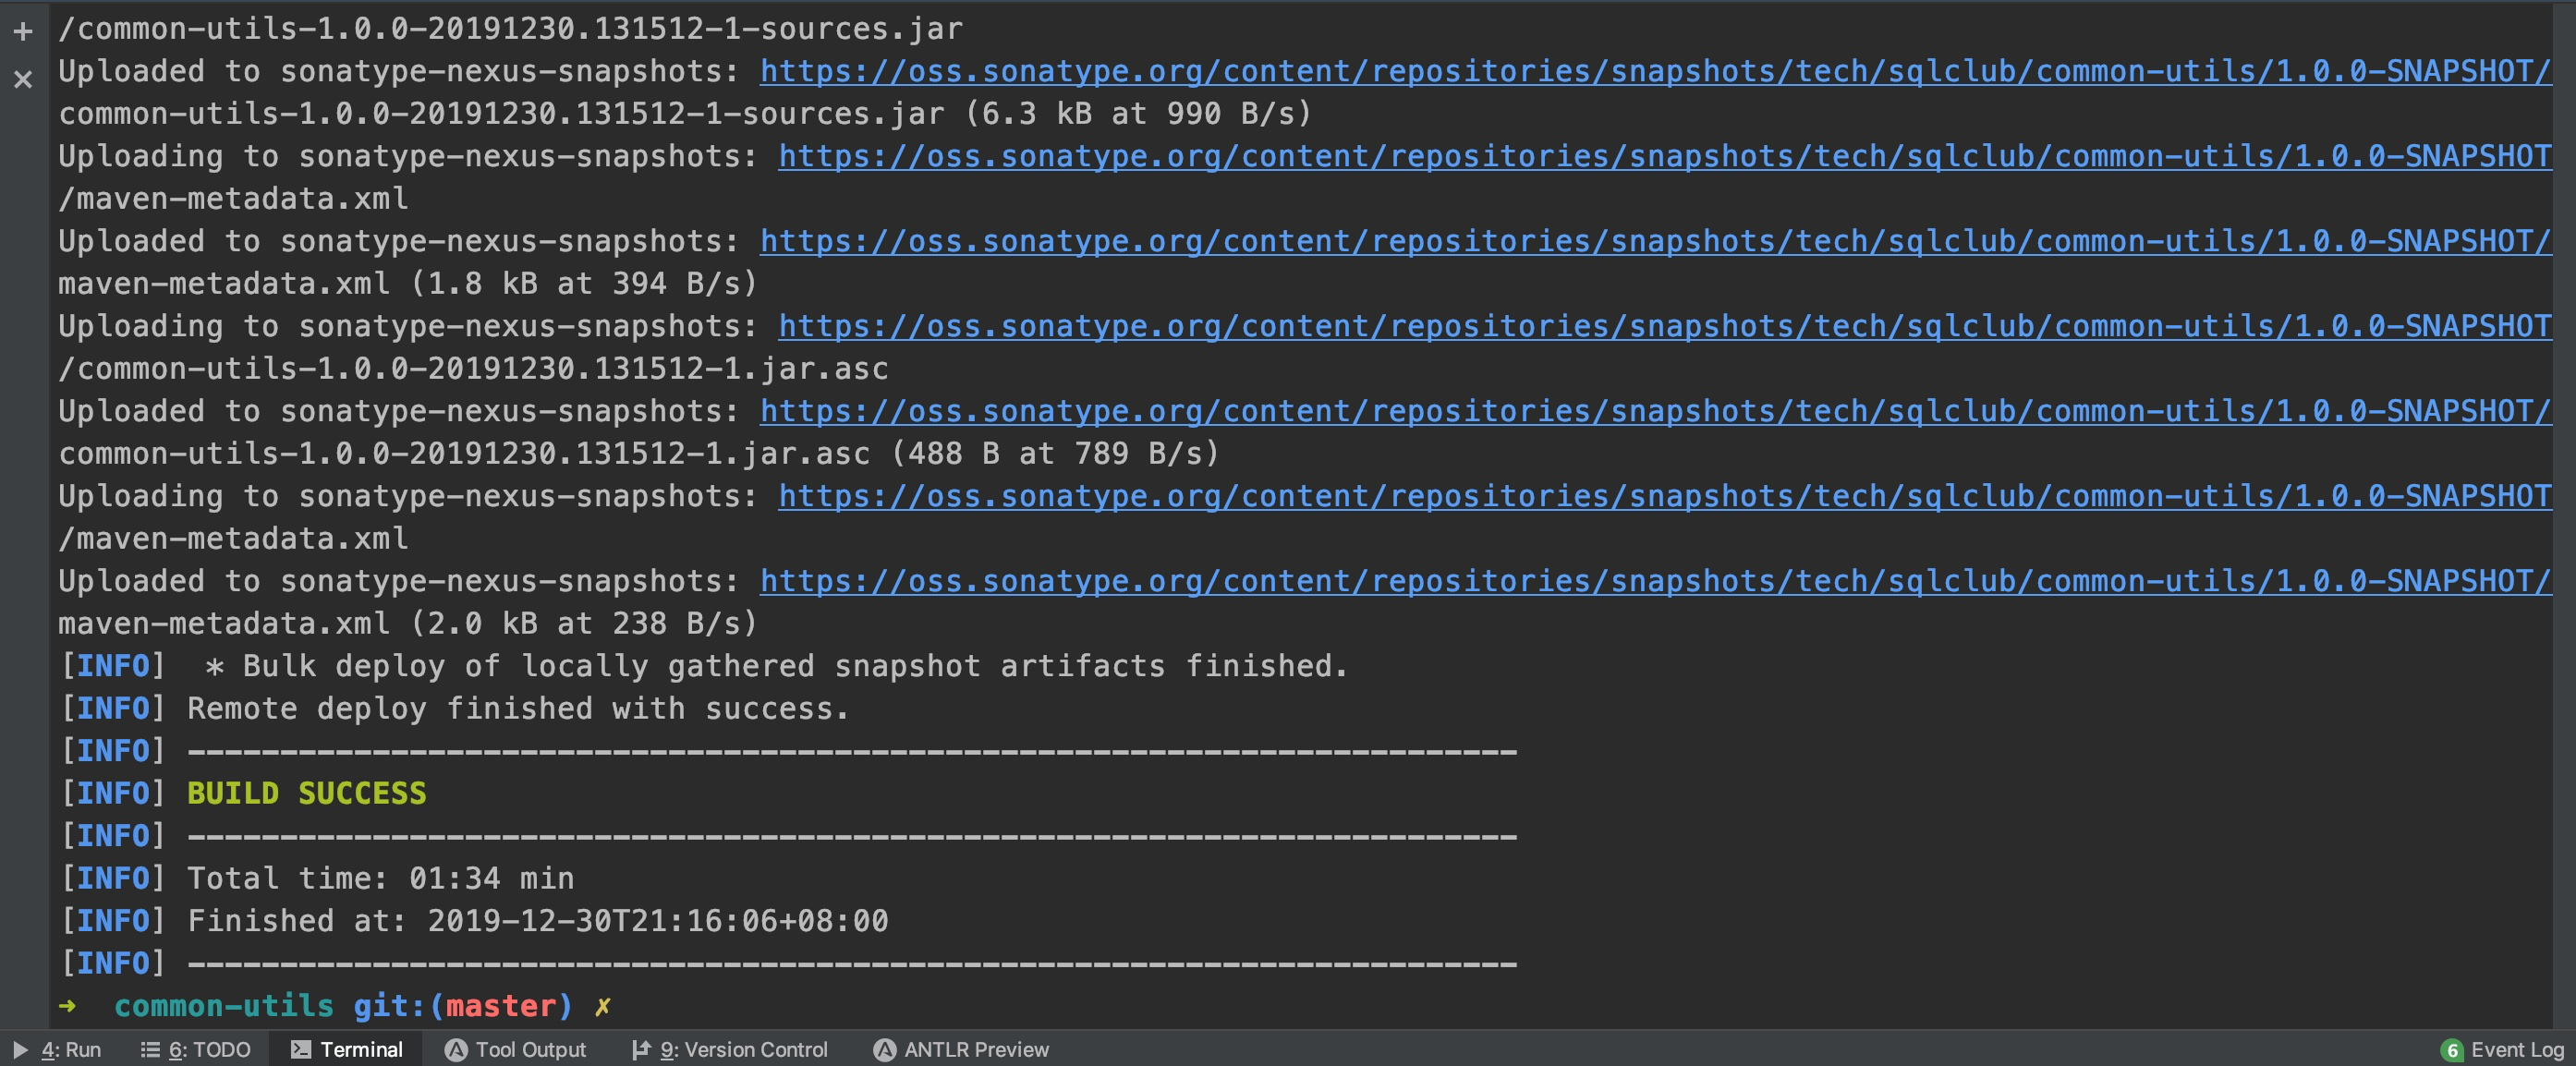 /common-utils-1.0.0-20191230.131512-1-sources.jar
Uploaded to sonatype-nexus-snapshots: https://oss.sonatype.org/content/repositories/snapshots/tech/sqlclub/common-utils/1.0.0-SNAPSHOT/
common-utils-1.0.0-20191230.131512-1-sources.jar (6.3 kB at 990 B/s)
Uploading to sonatype-nexus-snapshots: https://oss.sonatype.org/content/repositories/snapshots/tech/sqlclub/common-utils/1.0.0-SNAPSHOT
/maven-metadata.xml
Uploaded to sonatype-nexus-snapshots: https://oss.sonatype.org/content/repositories/snapshots/tech/sqlclub/common-utils/1.0.0-SNAPSHOT/
maven-metadata.xml (1.8 kB at 394 B/s)
Uploading to sonatype-nexus-snapshots: https://oss.sonatype.org/content/repositories/snapshots/tech/sqlclub/common-utils/1.0.0-SNAPSHOT
/common-utils-1.0.0-20191230.131512-1.jar.asc
Uploaded to sonatype-nexus-snapshots: https://oss.sonatype.org/content/repositories/snapshots/tech/sqlclub/common-utils/1.0.0-SNAPSHOT/
common-utils-1.0.0-20191230.131512-1.jar.asc (488 B at 789 B/s)
Uploading to sonatype-nexus-snapshots: https://oss.sonatype.org/content/repositories/snapshots/tech/sqlclub/common-utils/1.0.0-SNAPSHOT
/maven-metadata.xml
Uploaded to sonatype-nexus-snapshots: https://oss.sonatype.org/content/repositories/snapshots/tech/sqlclub/common-utils/1.0.0-SNAPSHOT/
maven-metadata.xml (2.0 kB at 238 B/s)
[INFO]  * Bulk deploy of locally gathered snapshot artifacts finished.
[INFO] Remote deploy finished with success.
[INFO] ------------------------------------------------------------------------
[INFO] BUILD SUCCESS
[INFO] ------------------------------------------------------------------------
[INFO] Total time: 01:34 min
[INFO] Finished at: 2019-12-30T21:16:06+08:00
[INFO] ------------------------------------------------------------------------
➜  common-utils git:(master) ✗
4: Run 6: TODO Terminal Tool Output 9: Version Control ANTLR Preview 6 Event Log